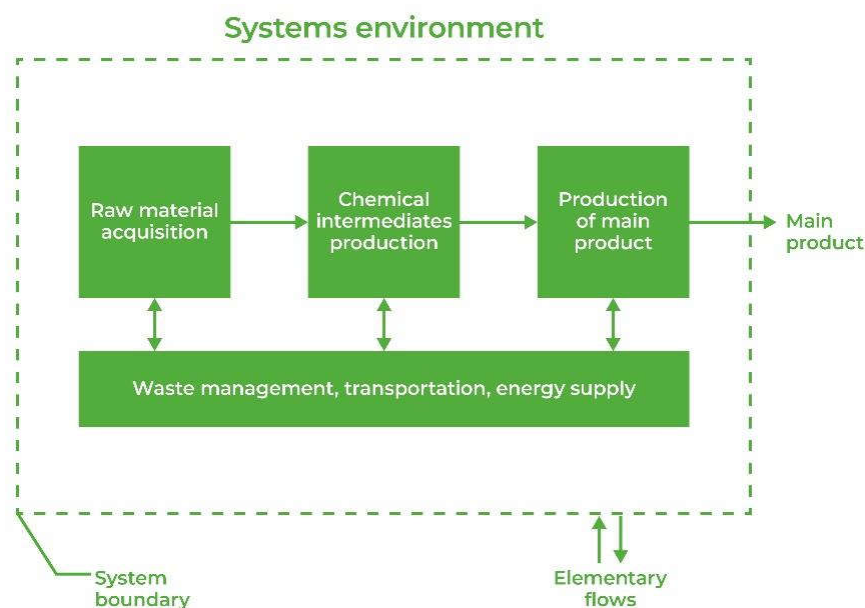 Systems environment
Raw material
acquisition
Chemical
intermediates
production
Production
of main
product
Main
product
Waste management, transportation, energy supply
System
boundary
Elementary
flows